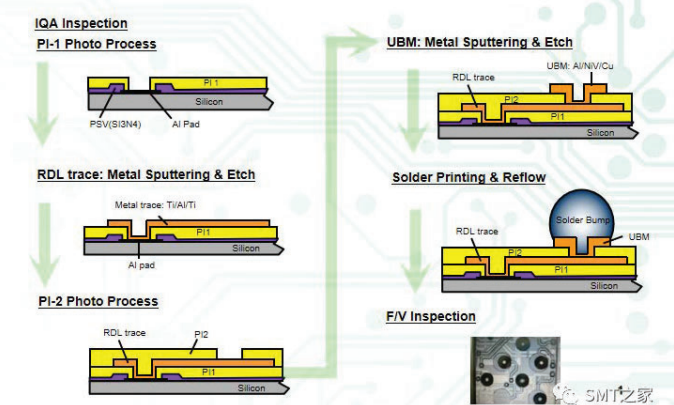 IQA Inspection
PI-1 Photo Process
PI 1
Silicon
PSV(SI3N4)
Al Pad
RDL trace: Metal Sputtering & Etch
Metal trace: Ti/Al/Ti
PI1
Silicon
Al pad
PI-2 Photo Process
RDL trace
PI2
PI1
Silicon
UBM: Metal Sputtering & Etch
UBM: Al/NiV/Cu
RDL trace
PI2
PI1
Silicon
Solder Printing & Reflow
Solder Bump
RDL trace
UBM
PI2
PI1
Silicon
F/V Inspection
SMT之家